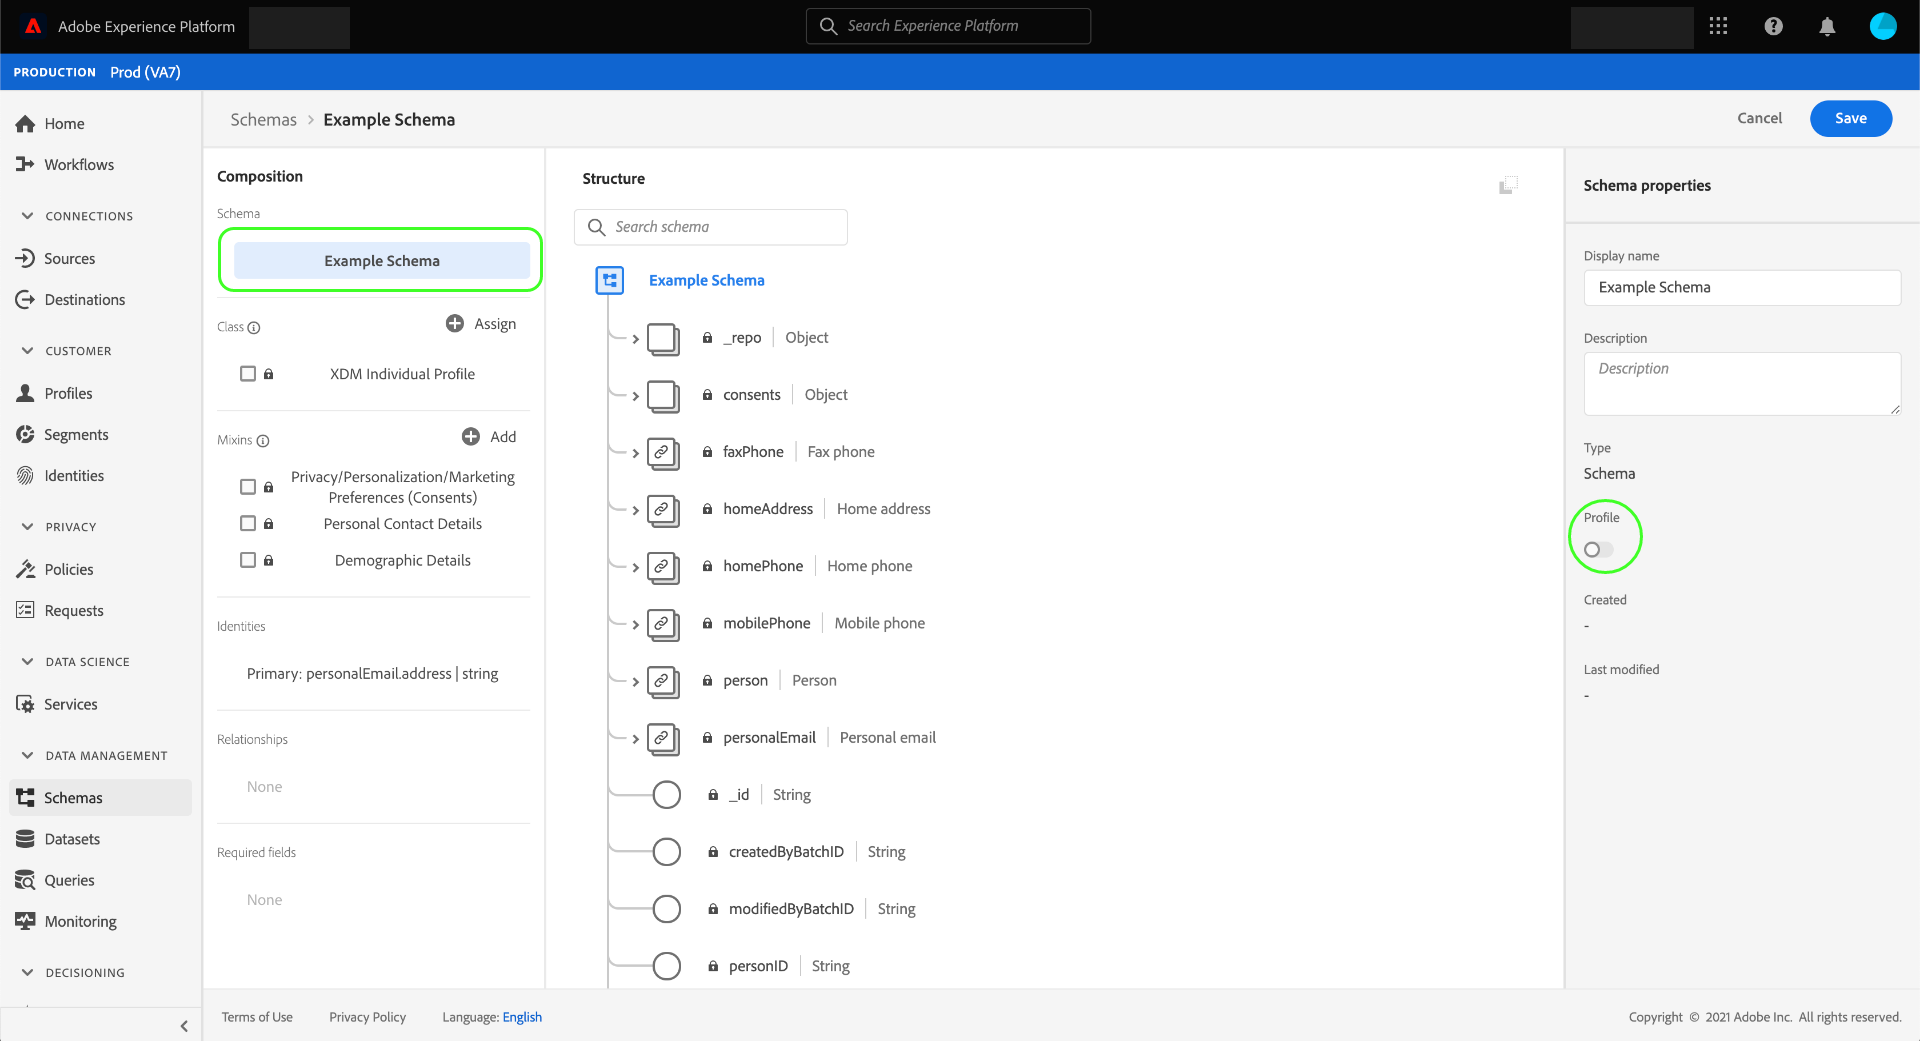 Adobe Experience Platform
Search Experience Platform
PRODUCTION Prod (VA7)
Home
Workflows
CONNECTIONS
Sources
Destinations
CUSTOMER
Profiles
Segments
Identities
PRIVACY
Policies
Requests
DATA SCIENCE
Services
DATA MANAGEMENT
Schemas
Datasets
Queries
Monitoring
DECISIONING
Schemas > Example Schema
Cancel
Save
Composition
Schema
Example Schema
Class
Assign
XDM Individual Profile
Mixins
Add
Privacy/Personalization/Marketing
Preferences (Consents)
Personal Contact Details
Demographic Details
Identities
Primary: personalEmail.address | string
Relationships
None
Required fields
None
Structure
Search schema
Example Schema
_repo | Object
consents | Object
faxPhone | Fax phone
homeAddress | Home address
homePhone | Home phone
mobilePhone | Mobile phone
person | Person
personalEmail | Personal email
_id | String
createdByBatchID | String
modifiedByBatchID | String
personID | String
Schema properties
Display name
Example Schema
Description
Description
Type
Schema
Profile
Created
-
Last modified
-
Terms of Use
Privacy Policy
Language: English
Copyright © 2021 Adobe Inc. All rights reserved.